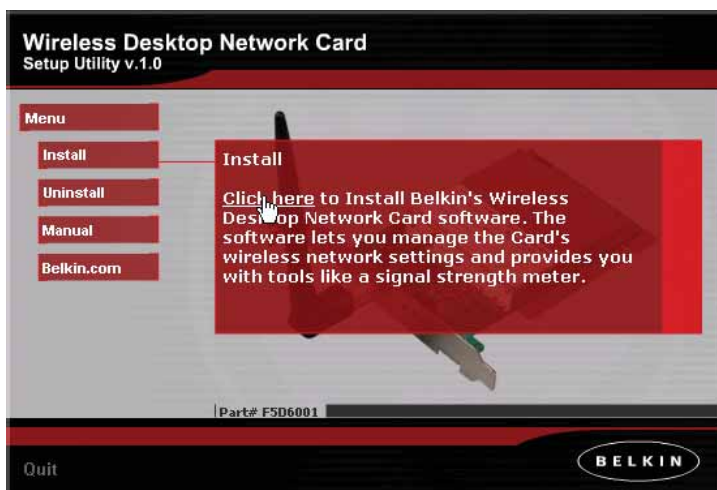 Wireless Desktop Network Card
Setup Utility v.1.0
Menu
Install
Uninstall
Manual
Belkin.com
Install
Click here to Install Belkin's Wireless
Desktop Network Card software. The
software lets you manage the Card's
wireless network settings and provides you
with tools like a signal strength meter.
Part# F5D6001
Quit
BELKIN